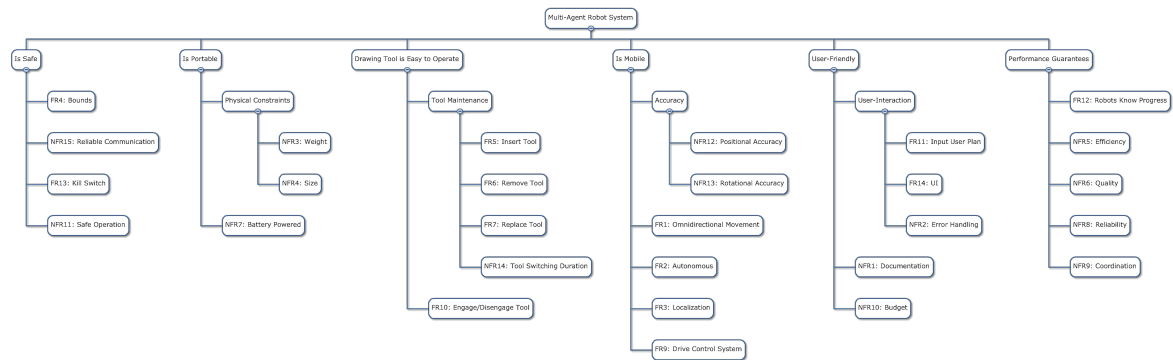 Multi-Agent Robot System
Is Safe
FR4: Bounds
NFR15: Reliable Communication
FR13: Kill Switch
NFR11: Safe Operation
Is Portable
Physical Constraints
NFR3: Weight
NFR4: Size
NFR7: Battery Powered
Drawing Tool is Easy to Operate
Tool Maintenance
FR5: Insert Tool
FR6: Remove Tool
FR7: Replace Tool
NFR14: Tool Switching Duration
FR10: Engage/Disengage Tool
Is Mobile
Accuracy
NFR12: Positional Accuracy
NFR13: Rotational Accuracy
FR1: Omnidirectional Movement
FR2: Autonomous
FR3: Localization
FR9: Drive Control System
User-Friendly
User-Interaction
FR11: Input User Plan
FR14: UI
NFR2: Error Handling
NFR1: Documentation
NFR10: Budget
Performance Guarantees
FR12: Robots Know Progress
NFR5: Efficiency
NFR6: Quality
NFR8: Reliability
NFR9: Coordination